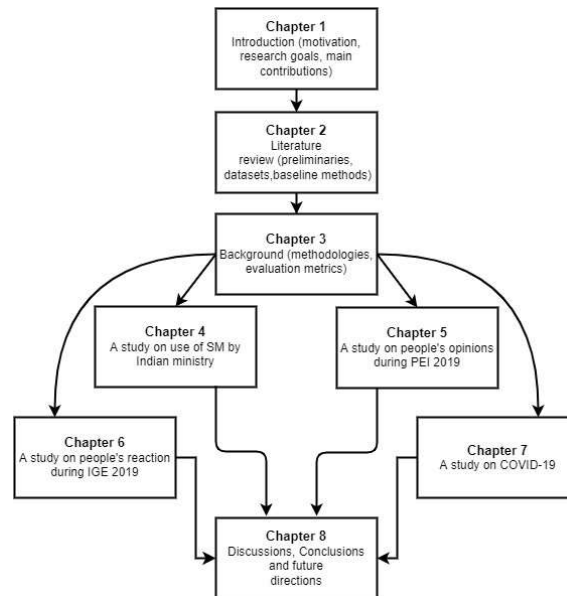 Chapter 1
Introduction (motivation,
research goals, main
contributions)
Chapter 2
Literature
review (preliminaries,
datasets,baseline methods)
Chapter 3
Background (methodologies,
evaluation metrics)
Chapter 4
A study on use of SM by
Indian ministry
Chapter 5
A study on people's opinions
during PEI 2019
Chapter 6
A study on people's reaction
during IGE 2019
Chapter 7
A study on COVID-19
Chapter 8
Discussions, Conclusions
and future
directions